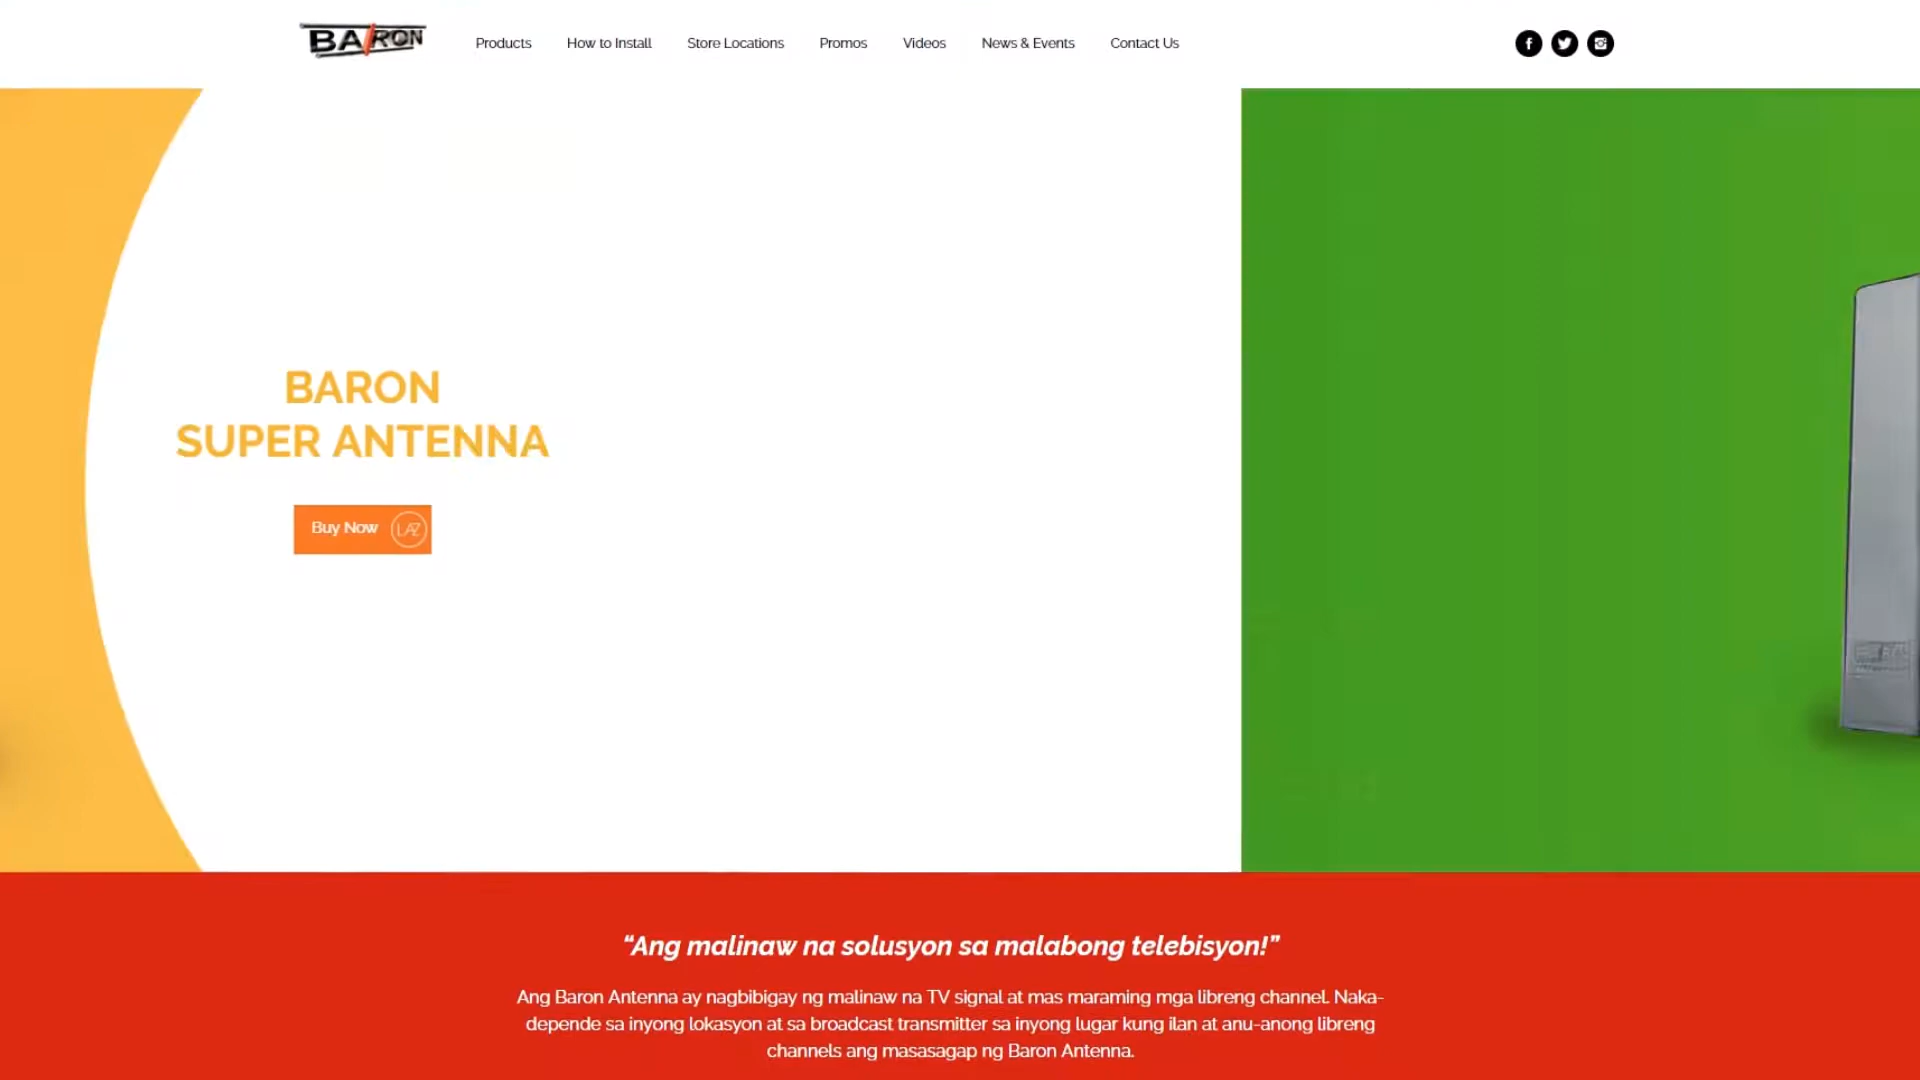 BARON
Products
How to Install
Store Locations
Promos
Videos
News & Events
Contact Us
BARON
SUPER ANTENNA
Buy Now
LAZ
“Ang malinaw na solusyon sa malabong telebisyon!”
Ang Baron Antenna ay nagbibigay ng malinaw na TV signal at mas maraming mga libreng channel. Naka-
depende sa inyong lokasyon at sa broadcast transmitter sa inyong lugar kung ilan at anu-anong libreng
channels ang masasagap ng Baron Antenna.